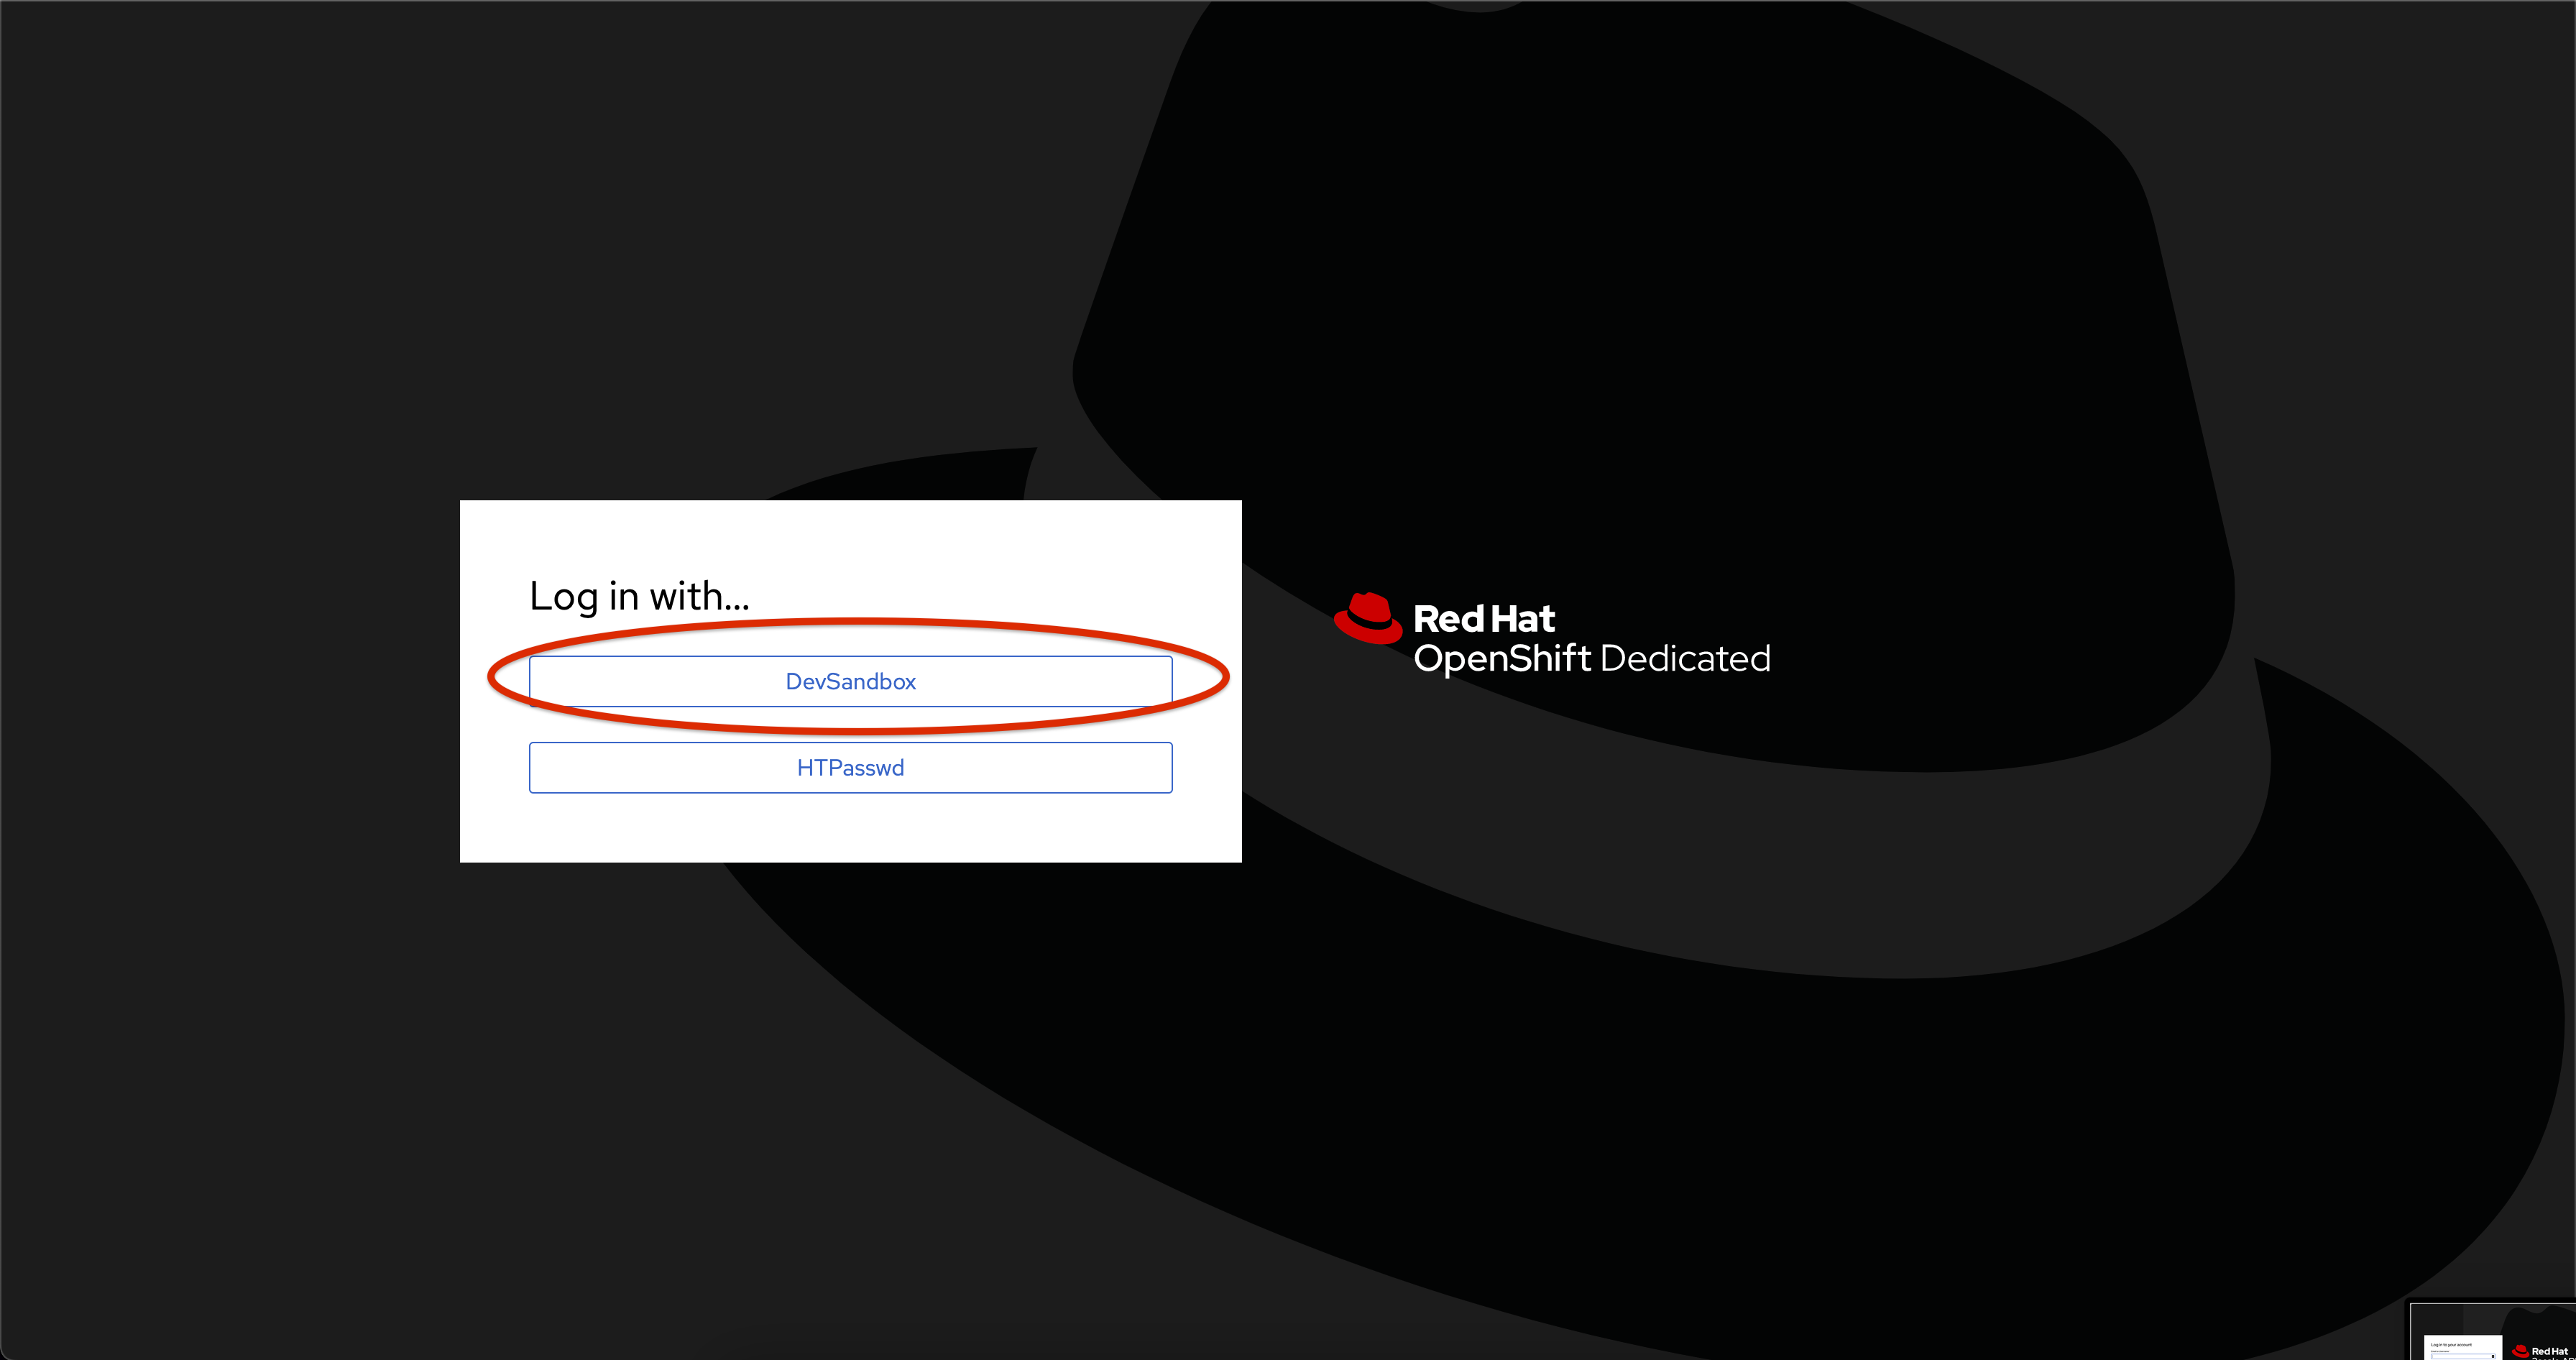 Log in with...
DevSandbox
HTPasswd
Red Hat
OpenShift Dedicated
Log in to your account
Red Hat